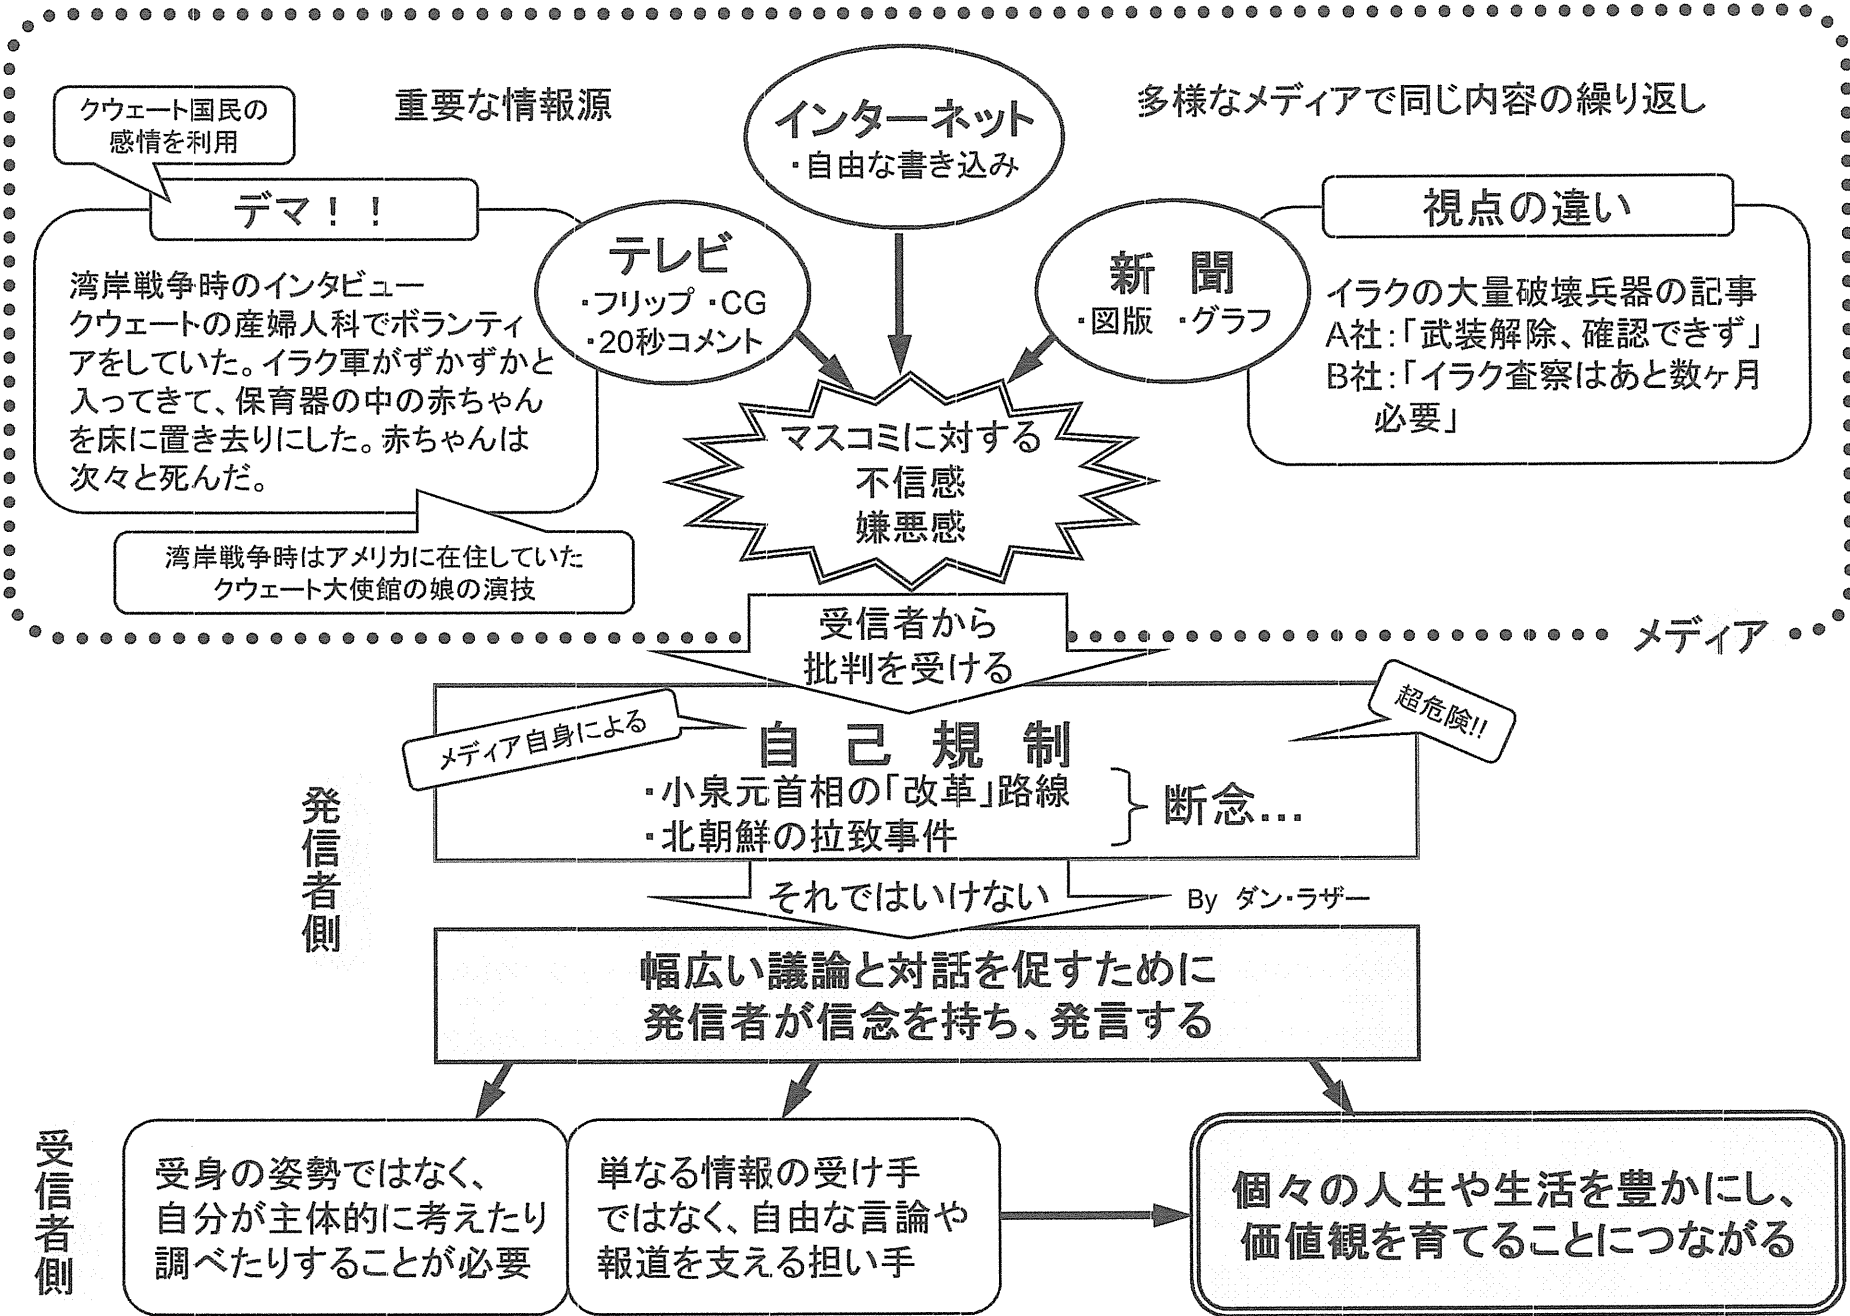 重要な情報源
多様なメディアで同じ内容の繰り返し
インターネット
・自由な書き込み
クウェート国民の
感情を利用
デマ！！
湾岸戦争時のインタビュー
クウェートの産婦人科でボランティ
アをしていた。イラク軍がずかずかと
入ってきて、保育器の中の赤ちゃん
を床に置き去りにした。赤ちゃんは
次々と死んだ。
湾岸戦争時はアメリカに在住していた
クウェート大使館の娘の演技
テレビ
・フリップ ・CG
・20秒コメント
新　聞
・図版　・グラフ
視点の違い
イラクの大量破壊兵器の記事
A社：「武装解除、確認できず」
B社：「イラク査察はあと数ヶ月
必要」
マスコミに対する
不信感
嫌悪感
メディア
受信者から
批判を受ける
発信者側
メディア自身による
超危険!!
自　己　規　制
・小泉元首相の「改革」路線
・北朝鮮の拉致事件
断念…
それではいけない
By ダン・ラザー
幅広い議論と対話を促すために
発信者が信念を持ち、発言する
受信者側
受身の姿勢ではなく、
自分が主体的に考えたり
調べたりすることが必要
単なる情報の受け手
ではなく、自由な言論や
報道を支える担い手
個々の人生や生活を豊かにし、
価値観を育てることにつながる